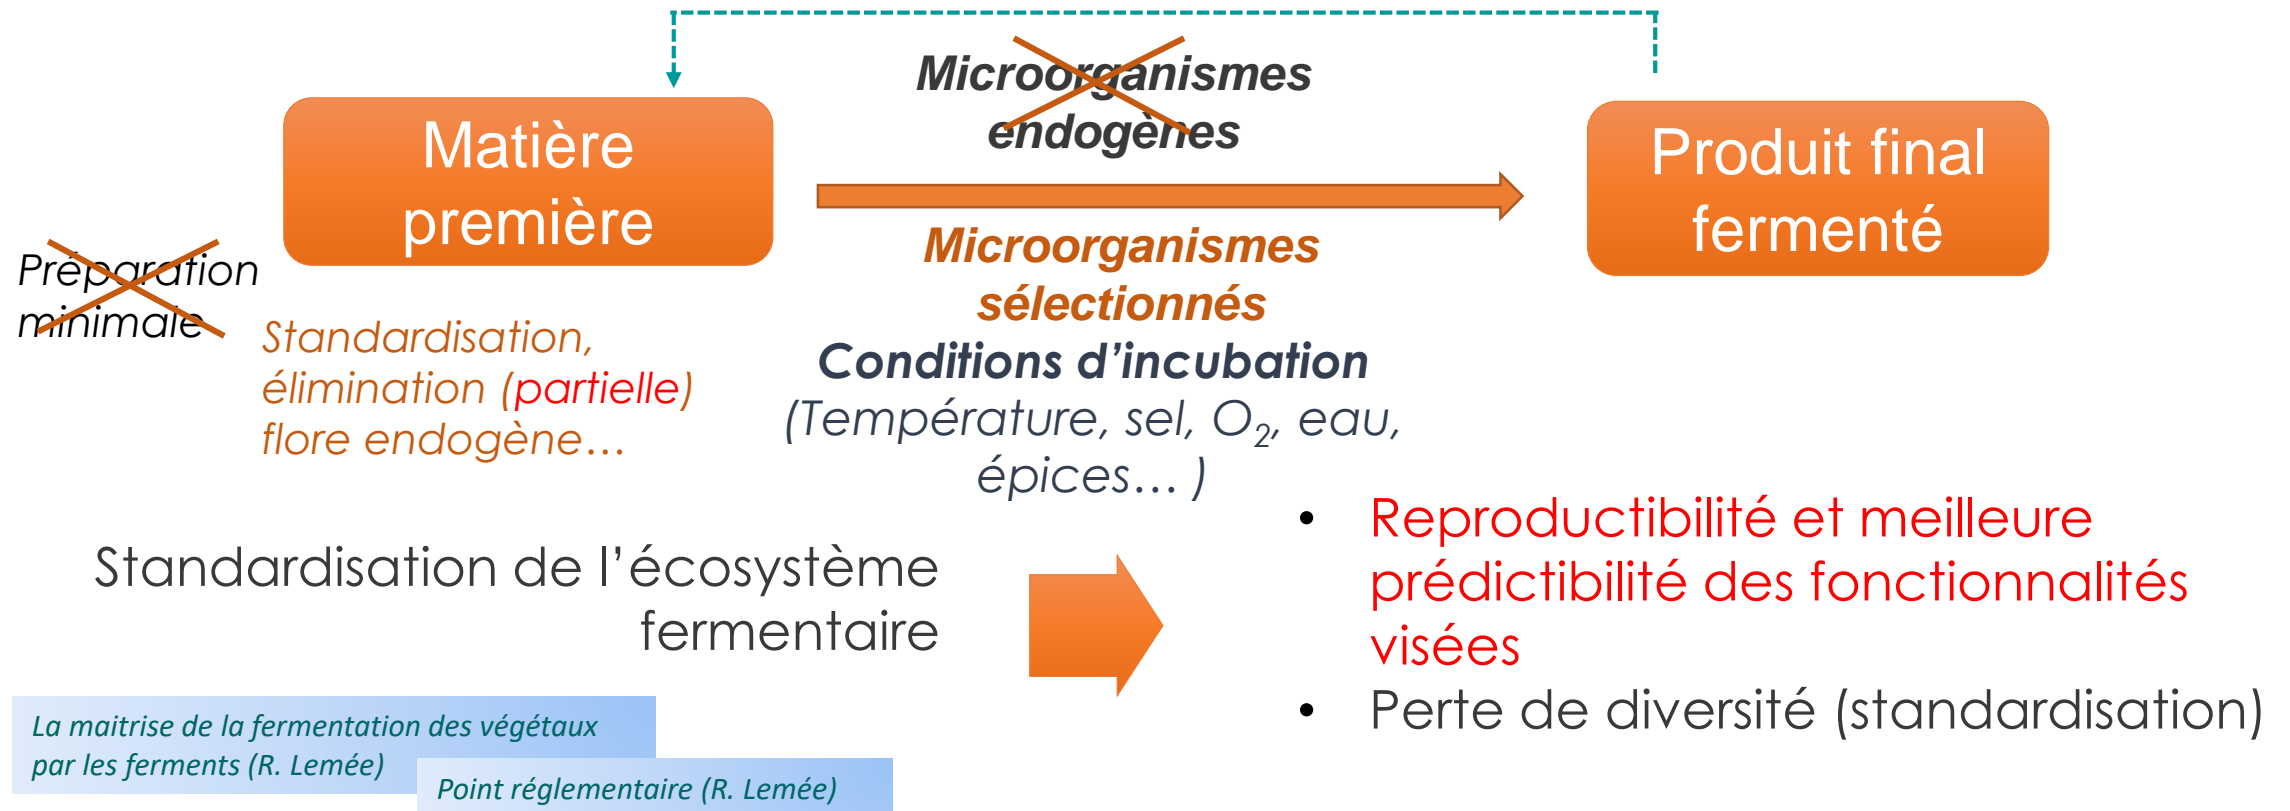 Microorganismes
endogènes
Matière
première
Produit final
fermenté
Préparation
minimale
Microorganismes
sélectionnés
Standardisation,
élimination (partielle)
flore endogène…
Conditions d’incubation
(Température, sel, O2, eau,
épices… )
Standardisation de l’écosystème
fermentaire
• Reproductibilité et meilleure
prédictibilité des fonctionnalités
visées
• Perte de diversité (standardisation)
La maitrise de la fermentation des végétaux
par les ferments (R. Lemée)
Point réglementaire (R. Lemée)